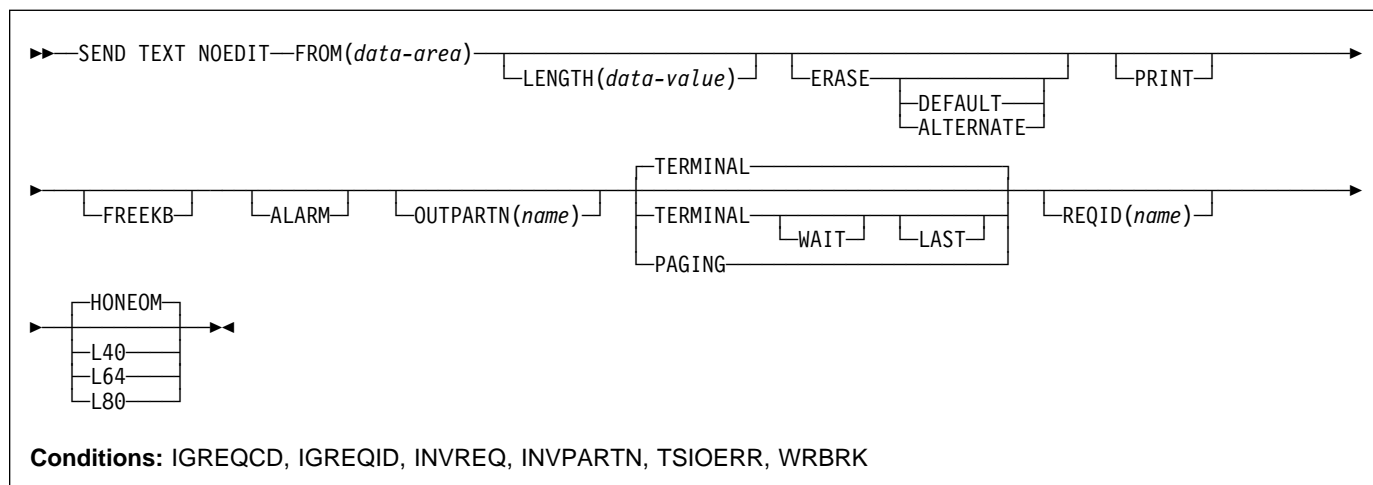 SEND TEXT NOEDIT FROM(data-area)
LENGTH(data-value) ERASE PRINT
DEFAULT
ALTERNATE
TERMINAL
FREEKB ALARM OUTPARTN(name) TERMINAL REQID(name)
WAIT LAST
PAGING
HONEOM
L40
L64
L80
Conditions: IGREQCD, IGREQID, INVREQ, INVPARTN, TSIOERR, WRBRK